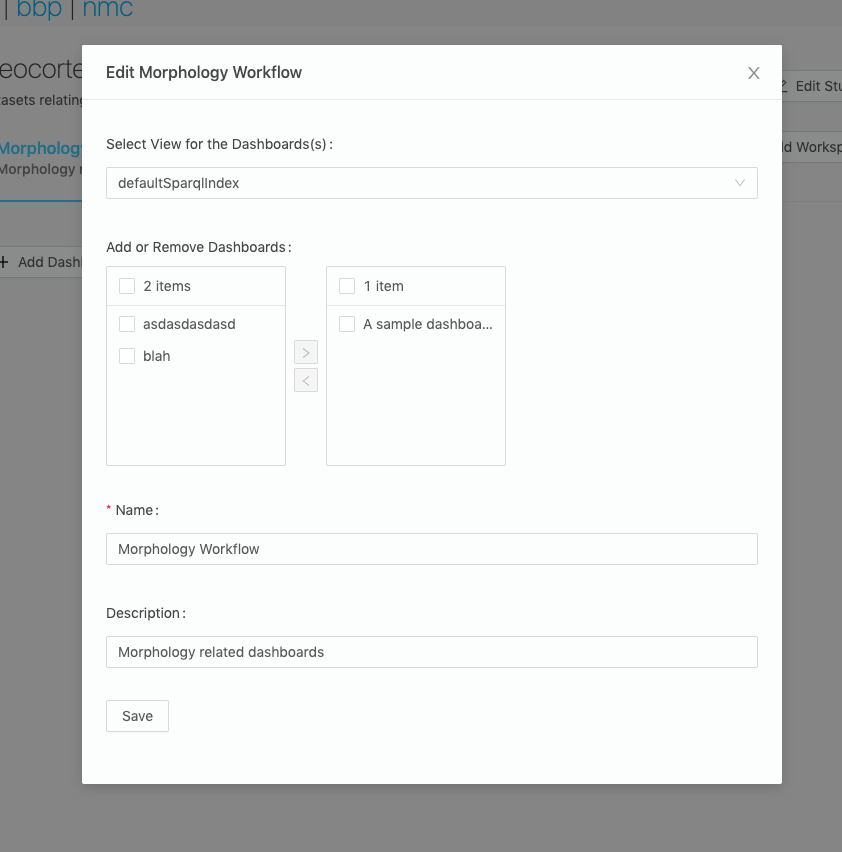 | bbp | nmc
eocorte
tasets relating
Edit Stu
Morpholog
Morphology
d Worksp
Add Dash
Edit Morphology Workflow
Select View for the Dashboards(s) :
defaultSparqlIndex
Add or Remove Dashboards :
2 items
asdasdasdasd
blah
1 item
A sample dashboa...
* Name :
Morphology Workflow
Description :
Morphology related dashboards
Save